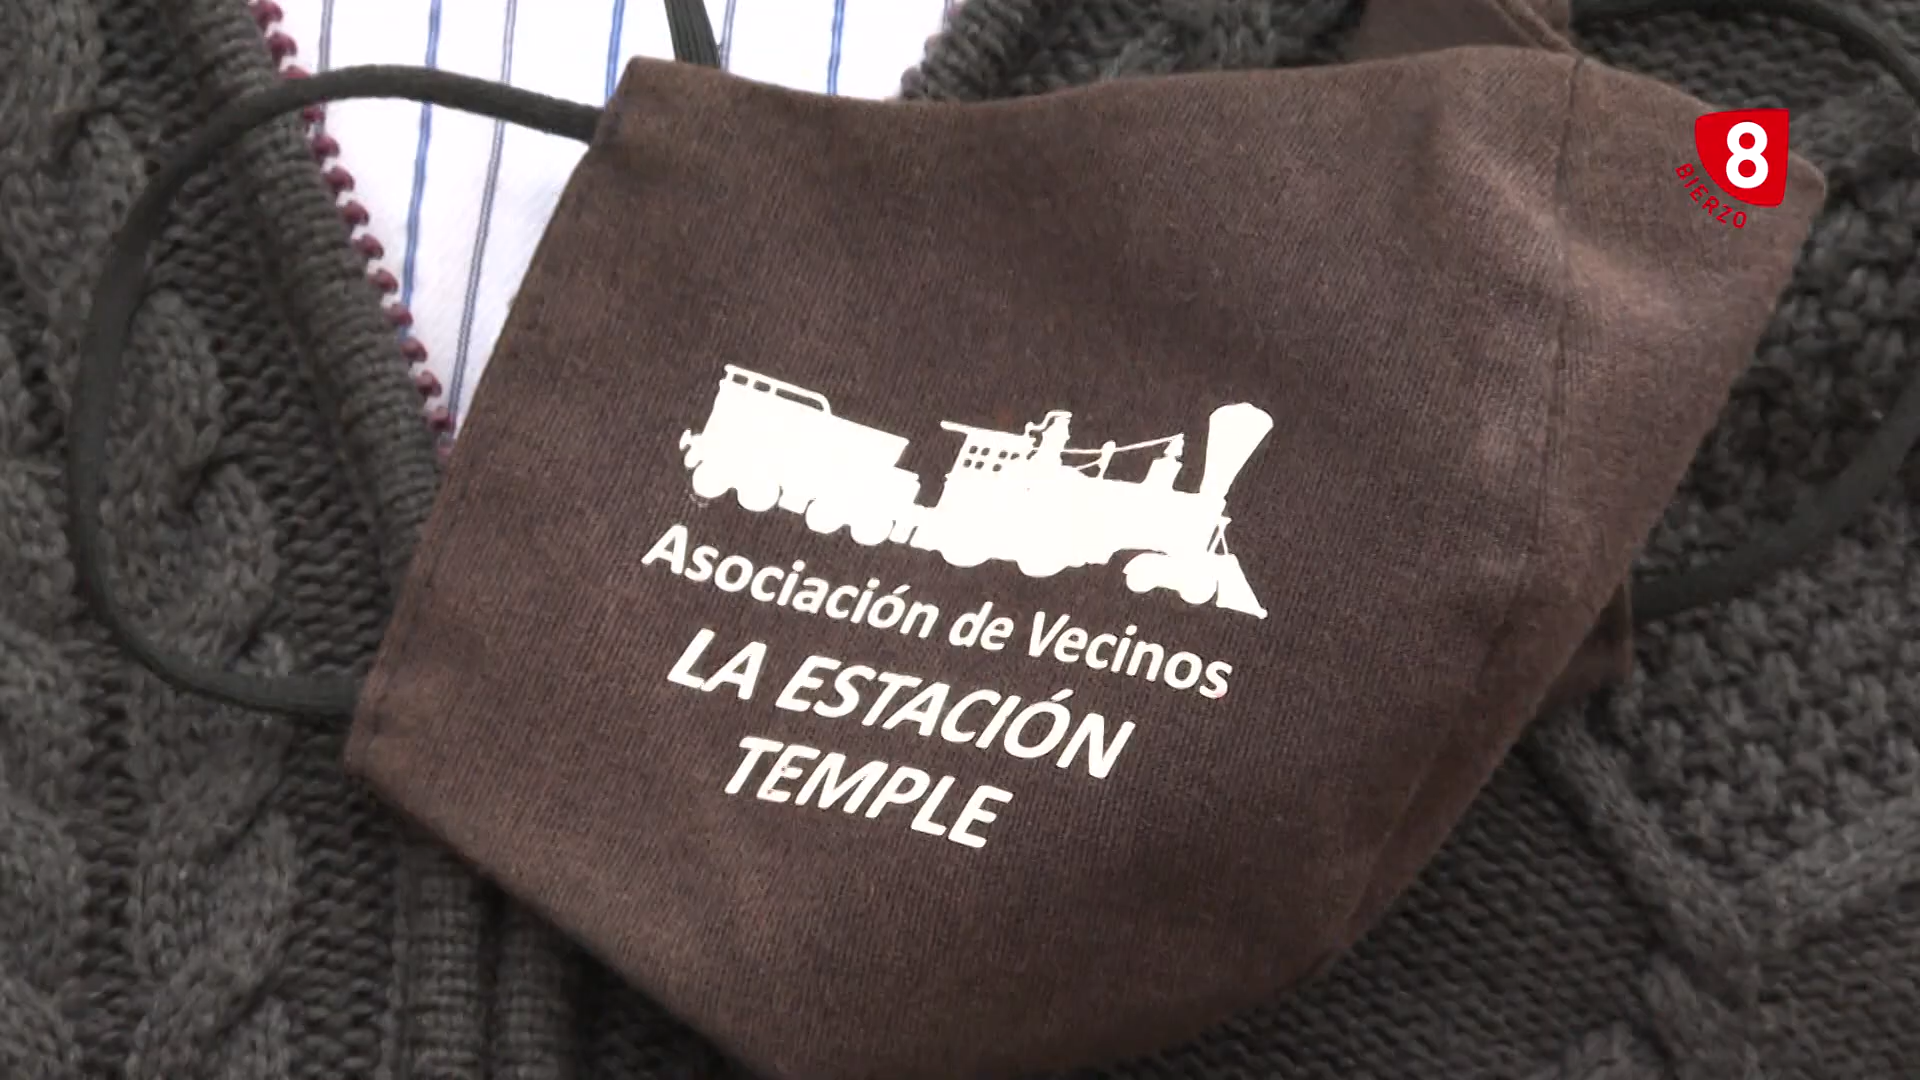 8
BIERZO
Asociación de Vecinos
LA ESTACIÓN
TEMPLE